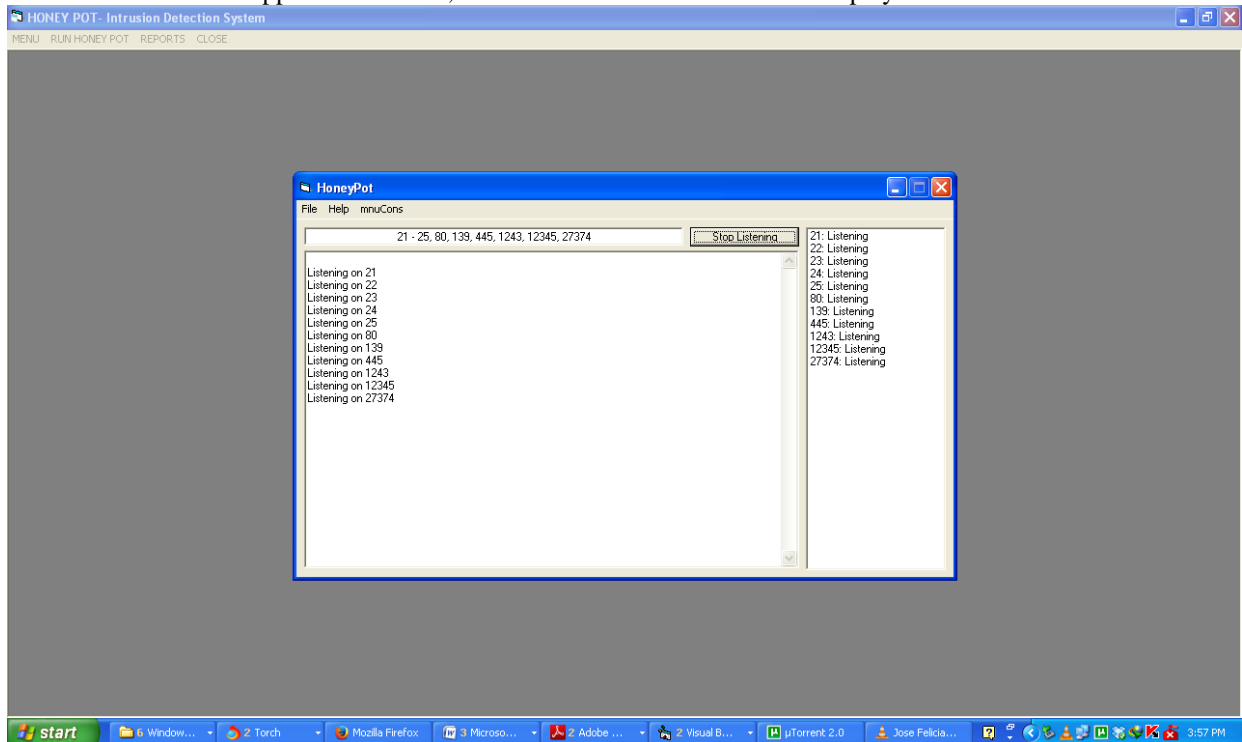 HONEY POT- Intrusion Detection System
MENU RUN HONEY POT REPORTS CLOSE
HoneyPot
File Help mnuCons
21 - 25, 80, 139, 445, 1243, 12345, 27374
Stop Listening
Listening on 21
Listening on 22
Listening on 23
Listening on 24
Listening on 25
Listening on 80
Listening on 139
Listening on 445
Listening on 1243
Listening on 12345
Listening on 27374
21: Listening
22: Listening
23: Listening
24: Listening
25: Listening
80: Listening
139: Listening
445: Listening
1243: Listening
12345: Listening
27374: Listening
start 6 Window... 2 Torch Mozilla Firefox 3 Microso... 2 Adobe ... 2 Visual B... µTorrent 2.0 Jose Felicia... 3:57 PM